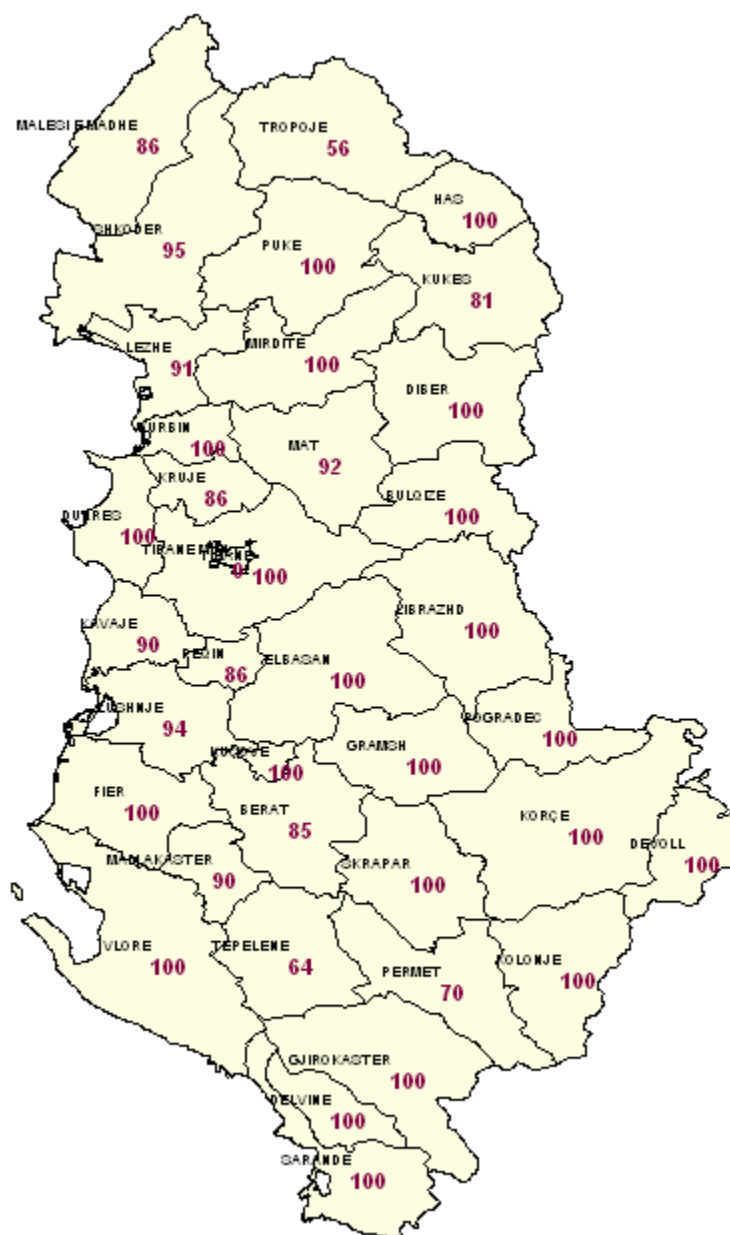 MALESI E MADHE
86
TROPOJE
56
HAS
100
SHKODER
95
PUKE
100
KUKES
81
LEZHE
91
MIRDITE
100
DIBER
100
KURBIN
100
MAT
92
KRUJE
86
BULQIZE
100
DURRES
100
TIRANE
0
100
KAVAJE
90
PEQIN
86
ELBASAN
100
LIBRAZHD
100
LUSHNJE
94
KUCOVE
100
GRAMSH
100
POGRADEC
100
FIER
100
BERAT
85
KORÇE
100
DEVOLL
100
MALLAKASTER
90
SKRAPAR
100
VLORE
100
TEPELENE
64
PERMET
70
KOLONJE
100
GJIROKASTER
100
DELVINE
100
SARANDE
100